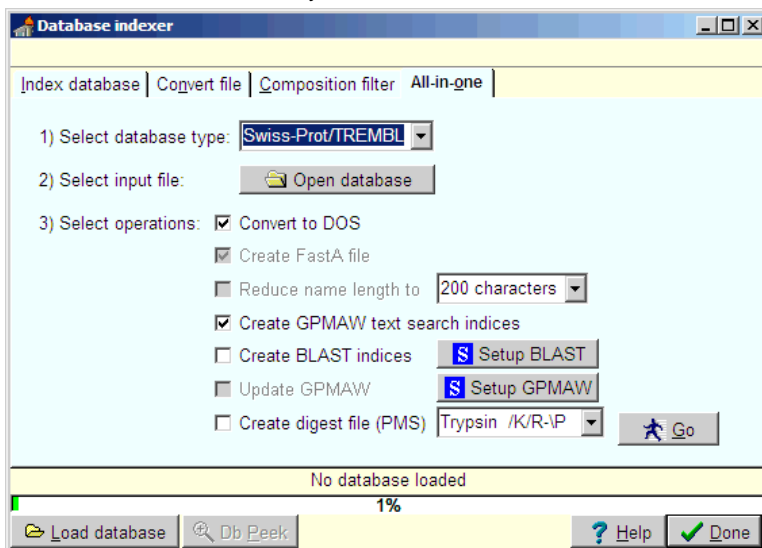 Database indexer
Index database Convert file Composition filter All-in-one
1) Select database type: Swiss-Prot/TREMBL
2) Select input file: Open database
3) Select operations: Convert to DOS
Create FastA file
Reduce name length to 200 characters
Create GPMAW text search indices
Create BLAST indices S Setup BLAST
Update GPMAW S Setup GPMAW
Create digest file (PMS) Trypsin /K/R-\P Go
No database loaded
1%
Load database Db Peek ? Help Done